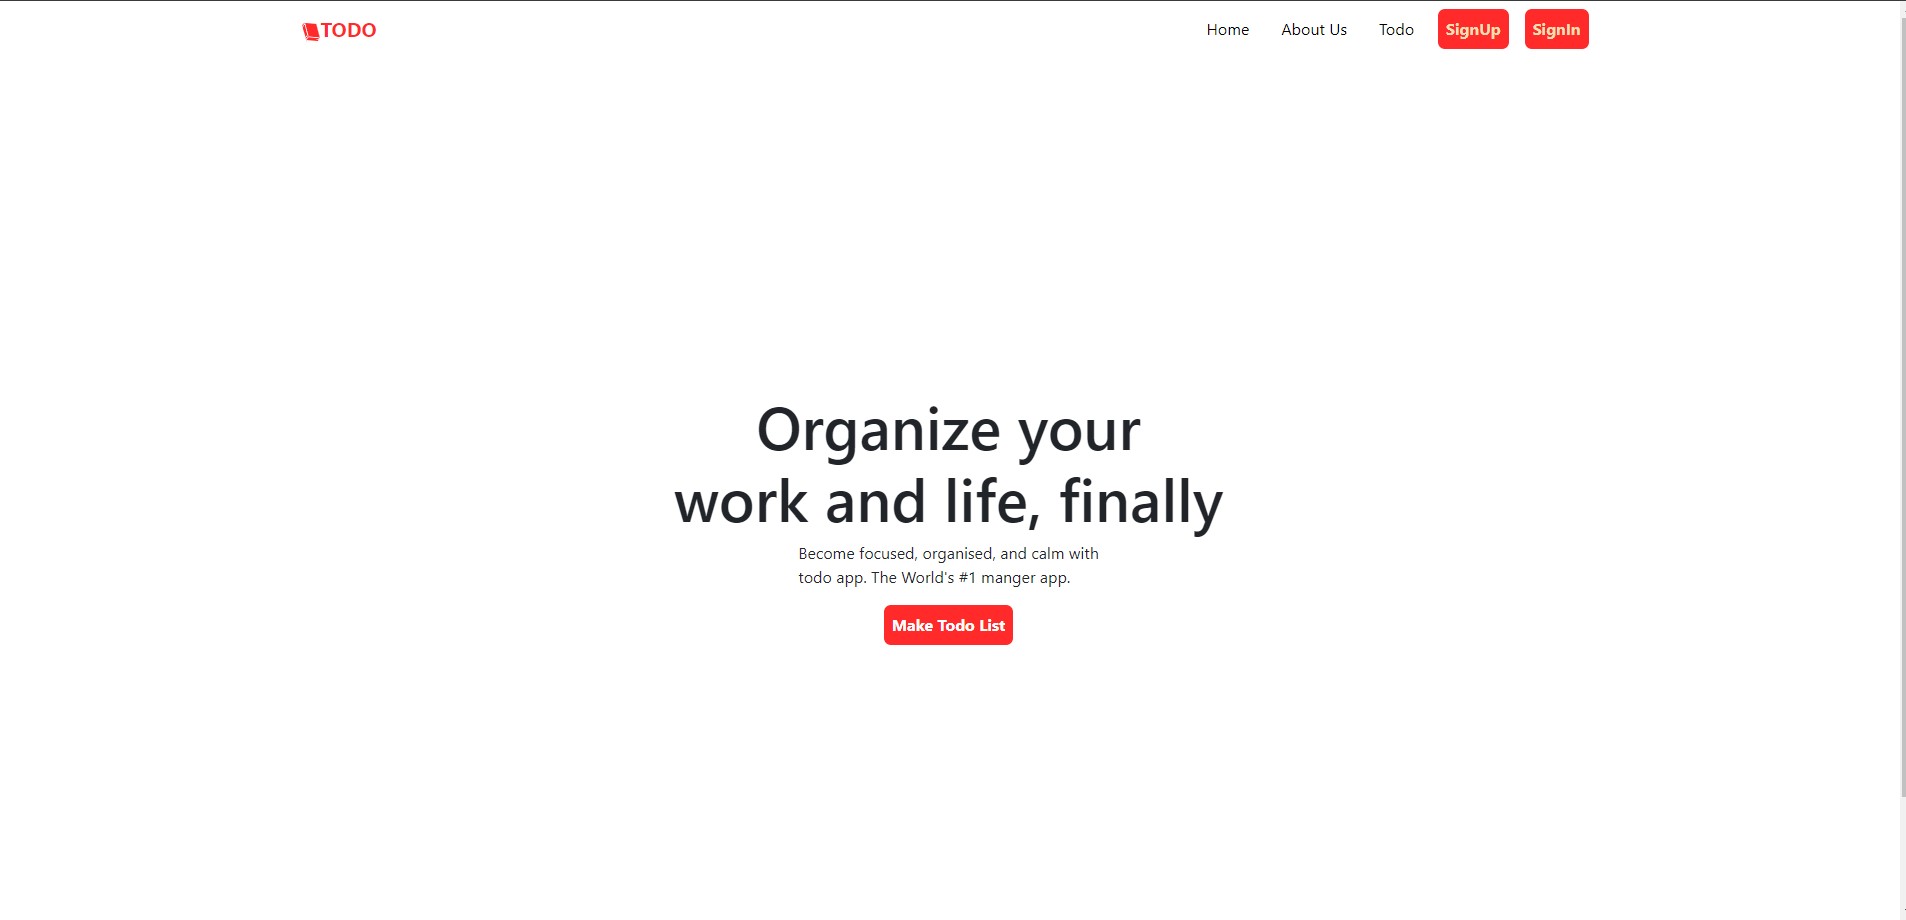 TODO
Home About Us Todo SignUp SignIn
Organize your
work and life, finally
Become focused, organised, and calm with
todo app. The World's #1 manger app.
Make Todo List